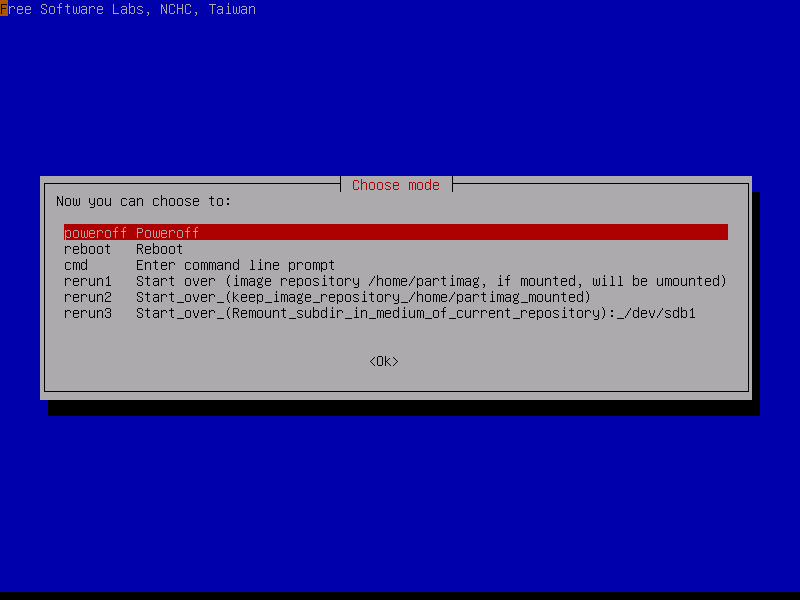 Free Software Labs, NCHC, Taiwan
Choose mode
Now you can choose to:
poweroff Poweroff
reboot Reboot
cmd Enter command line prompt
rerun1 Start over (image repository /home/partimag, if mounted, will be umounted)
rerun2 Start_over_(keep_image_repository_/home/partimag_mounted)
rerun3 Start_over_(Remount_subdir_in_medium_of_current_repository):_/dev/sdb1
<Ok>